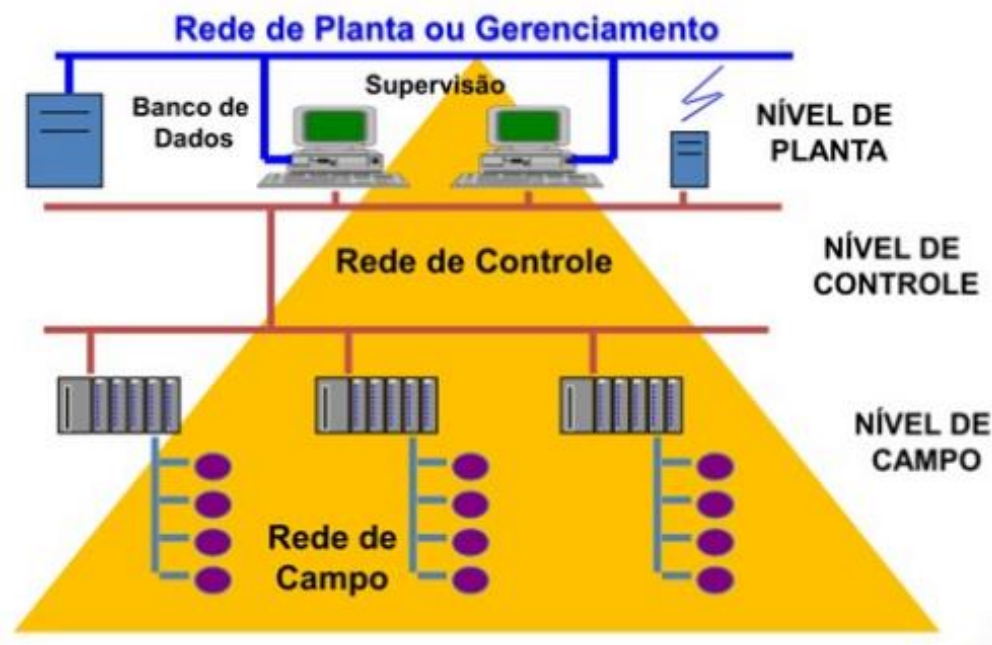 Rede de Planta ou Gerenciamento
Supervisão
Banco de
Dados
NÍVEL DE
PLANTA
Rede de Controle
NÍVEL DE
CONTROLE
NÍVEL DE
CAMPO
Rede de
Campo